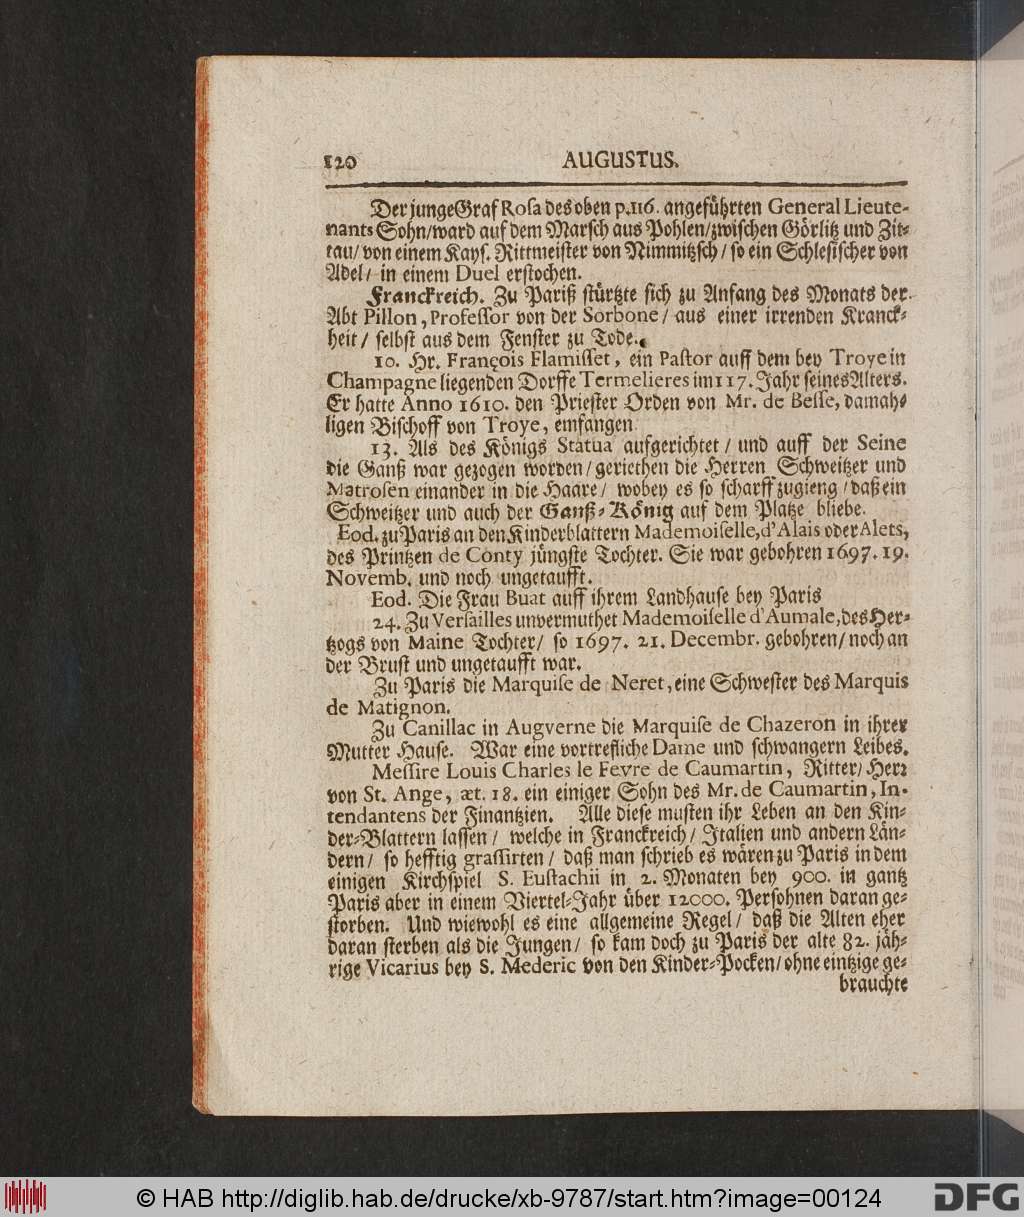 120 AUGUSTUS.
Der junge Graf Rosa des oben p. 116. angeführten General Lieute-
nants Sohn/ward auf dem Marsch aus Pohlen/zwischen Görlitz und Zit-
tau/ von einem Kays. Rittmeister von Nimmitzsch / so ein Schlesischer von
Adel/ in einem Duel erstochen.
Franckreich. Zu Pariß stürtzte sich zu Anfang des Monats der
Abt Pillon, Professor von der Sorbone/ aus einer irrenden Kranck-
heit / selbst aus dem Fenster zu Tode.
10. Hr. François Flamisset, ein Pastor auff dem bey Troye in
Champagne liegenden Dorffe Termelieres im 117. Jahr seines Alters.
Er hatte Anno 1610. den Priester Orden von Mr. de Besse, damah-
ligen Bischoff von Troye, emfangen
13. Als des Königs Statua aufgerichtet / und auff der Seine
die Ganß war gezogen worden / geriethen die Herren Schweitzer und
Matrosen einander in die Haare/ wobey es so scharff zugieng / daß ein
Schweitzer und auch der Ganß-König auf dem Platze bliebe.
Eod. zu Paris an den Kinderblattern Mademoiselle, d'Alais oder Alets,
des Printzen de Conty jüngste Tochter. Sie war gebohren 1697. 19.
Novemb. und noch ungetaufft.
Eod. Die Frau Buat auff ihrem Landhause bey Paris
24. Zu Versailles unvermuthet Mademoiselle d'Aumale, des Her-
tzogs von Maine Tochter/ so 1697. 21. Decembr. gebohren / noch an
der Brust und ungetaufft war.
Zu Paris die Marquise de Neret, eine Schwester des Marquis
de Matignon.
Zu Canillac in Augverne die Marquise de Chazeron in ihrer
Mutter Hause. War eine vortrefliche Dame und schwangern Leibes.
Messire Louis Charles le Fevre de Caumartin, Ritter/ Herr
von St. Ange, æt. 18. ein einiger Sohn des Mr. de Caumartin, In-
tendantens der Finantzien. Alle diese musten ihr Leben an den Kin-
der-Blattern lassen / welche in Franckreich/ Italien und andern Län-
dern / so hefftig grassirten / daß man schrieb es wären zu Paris in dem
einigen Kirchspiel S. Eustachii in 2. Monaten bey 900. in gantz
Paris aber in einem Viertel-Jahr über 12000. Persohnen daran ge-
storben. Und wiewohl es eine allgemeine Regel / daß die Alten eher
daran sterben als die Jungen / so kam doch zu Paris der alte 82. jäh-
rige Vicarius bey S. Mederic von den Kinder-Pocken/ ohne eintzige ge-
brauchte
© HAB http://diglib.hab.de/drucke/xb-9787/start.htm?image=00124
DFG